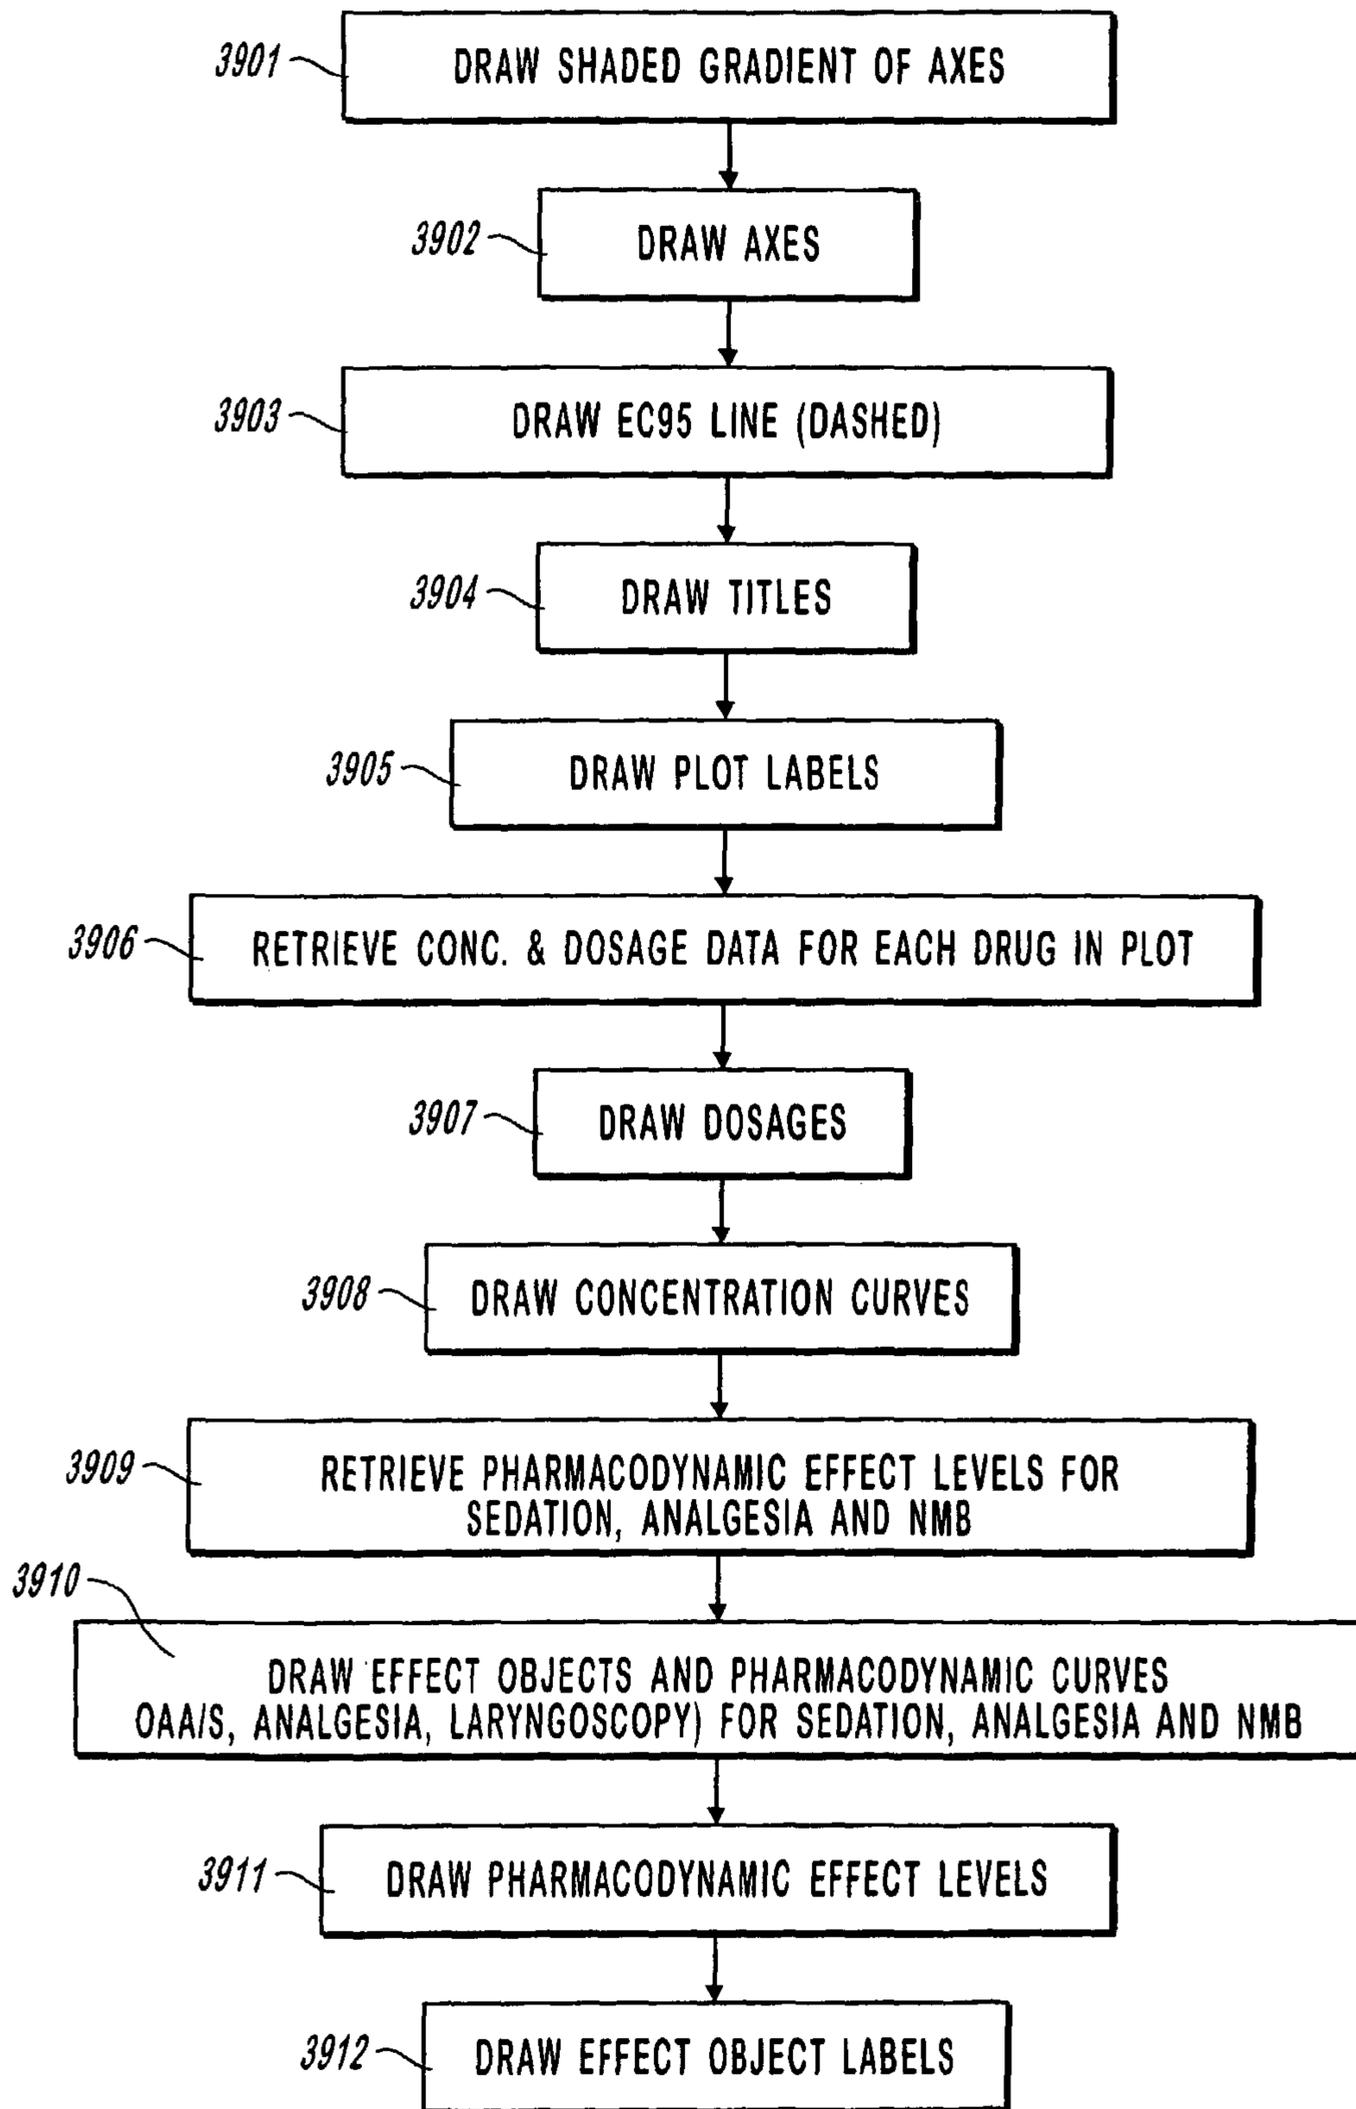 3901 DRAW SHADED GRADIENT OF AXES
3902 DRAW AXES
3903 DRAW EC95 LINE (DASHED)
3904 DRAW TITLES
3905 DRAW PLOT LABELS
3906 RETRIEVE CONC. & DOSAGE DATA FOR EACH DRUG IN PLOT
3907 DRAW DOSAGES
3908 DRAW CONCENTRATION CURVES
3909 RETRIEVE PHARMACODYNAMIC EFFECT LEVELS FOR
SEDATION, ANALGESIA AND NMB
3910
DRAW EFFECT OBJECTS AND PHARMACODYNAMIC CURVES
OAA/S, ANALGESIA, LARYNGOSCOPY) FOR SEDATION, ANALGESIA AND NMB
3911 DRAW PHARMACODYNAMIC EFFECT LEVELS
3912 DRAW EFFECT OBJECT LABELS